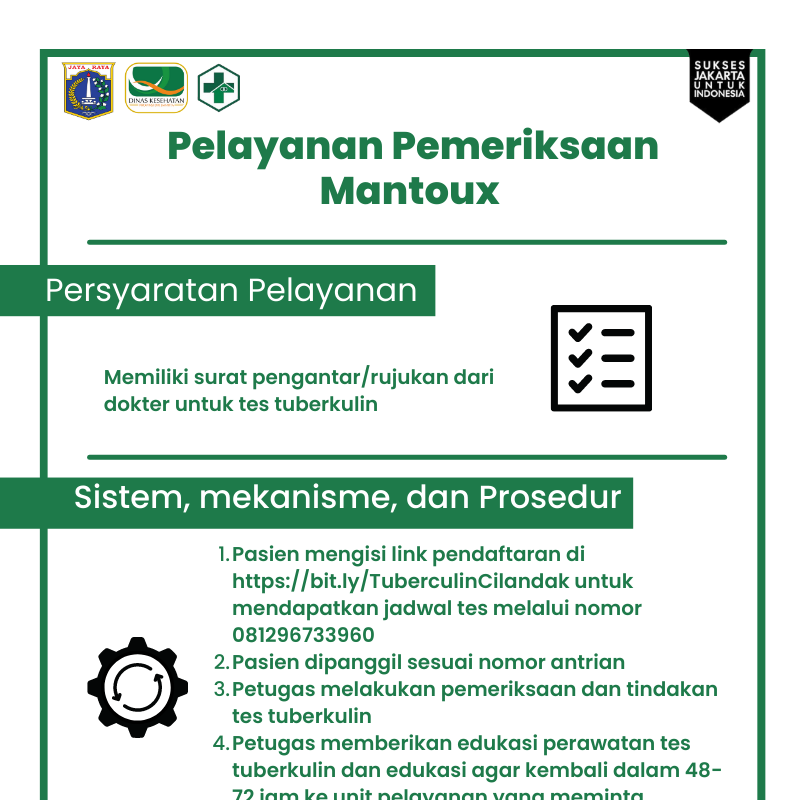 JAYA RAYA
DINAS KESEHATAN
SUKSES
JAKARTA
UNTUK
INDONESIA
Pelayanan Pemeriksaan
Mantoux
Persyaratan Pelayanan
Memiliki surat pengantar/rujukan dari
dokter untuk tes tuberkulin
Sistem, mekanisme, dan Prosedur
1. Pasien mengisi link pendaftaran di
https://bit.ly/TuberculinCilandak untuk
mendapatkan jadwal tes melalui nomor
081296733960
2. Pasien dipanggil sesuai nomor antrian
3. Petugas melakukan pemeriksaan dan tindakan
tes tuberkulin
4. Petugas memberikan edukasi perawatan tes
tuberkulin dan edukasi agar kembali dalam 48-
72 jam ke unit pelayanan yang meminta